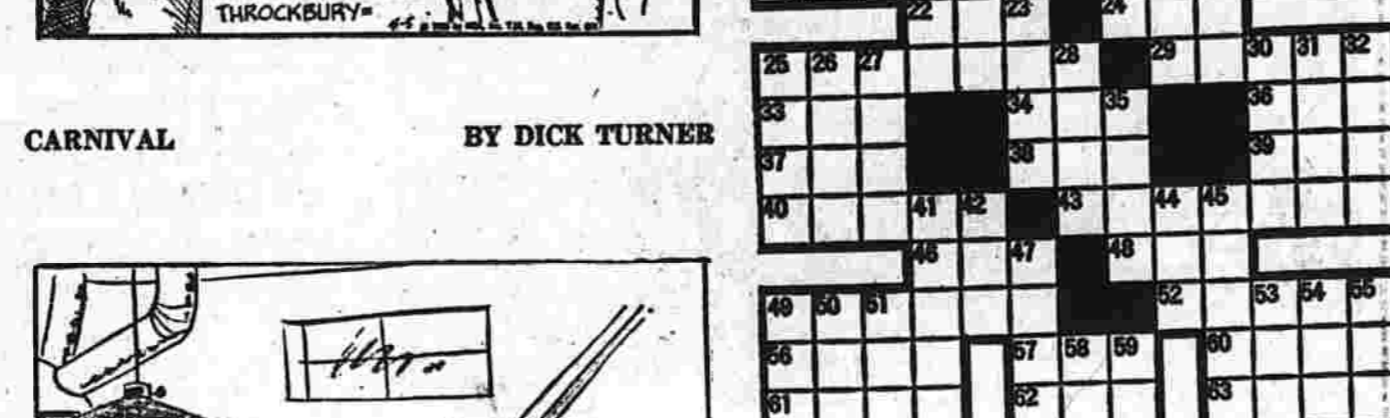 THROCKBURY=
CARNIVAL BY DICK TURNER
22 23 24
25 26 27 28 29 30 31 32
33 34 35 36
37 38 39
40 41 42 43 44 45
46 47 48
49 50 51 52 53 54 55
56 57 58 59 60
61 62 63